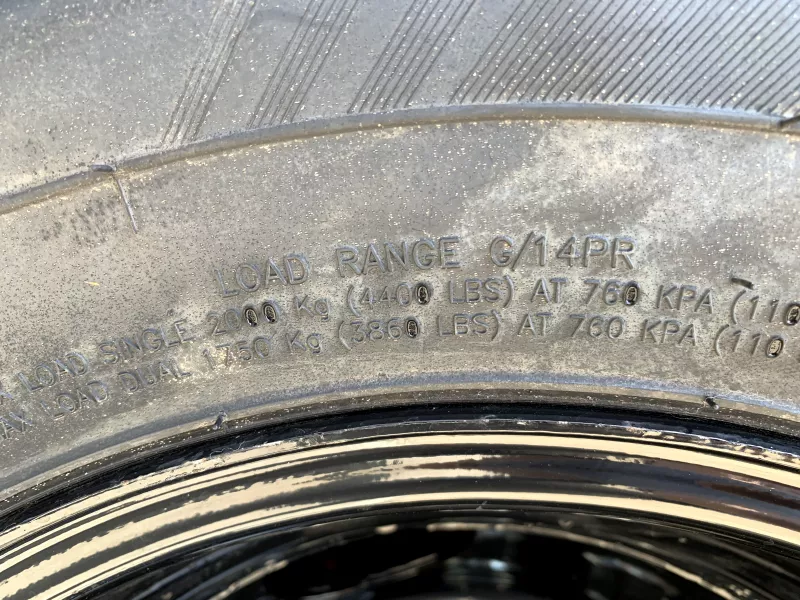 LOAD RANGE G/14PR
LOAD SINGLE 2000 Kg (4400 LBS) AT 760 KPA (110
MAX LOAD DUAL 1750 Kg (3860 LBS) AT 760 KPA (110